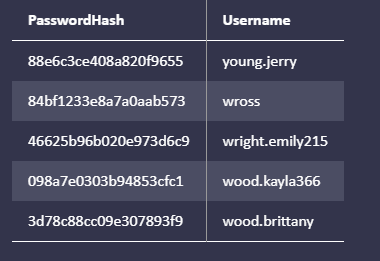 PasswordHash Username
88e6c3ce408a820f9655 young.jerry
84bf1233e8a7a0aab573 wross
46625b96b020e973d6c9 wright.emily215
098a7e0303b94853cfc1 wood.kayla366
3d78c88cc09e307893f9 wood.brittany